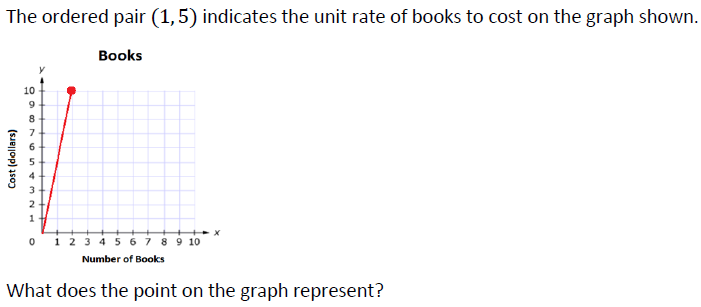 The ordered pair (1, 5) indicates the unit rate of books to cost on the graph shown.
Books
y
10
9
8
7
6
5
4
3
2
1
Cost (dollars)
0 1 2 3 4 5 6 7 8 9 10 x
Number of Books
What does the point on the graph represent?